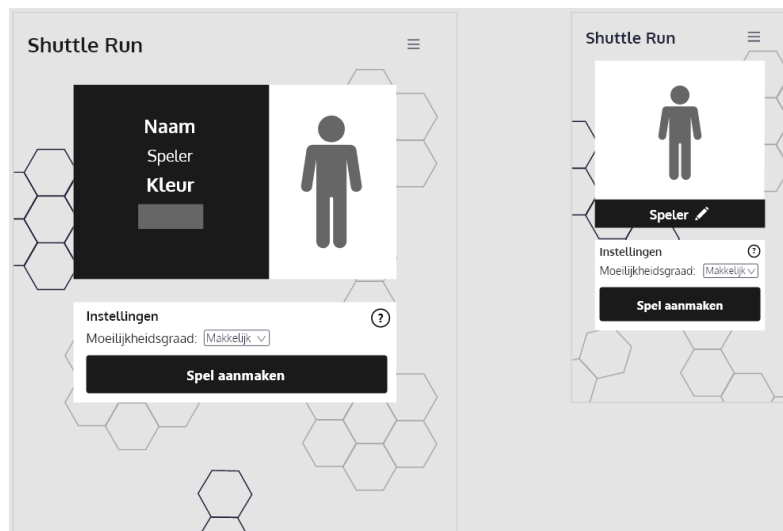 Shuttle Run
Naam
Speler
Kleur
Instellingen
?
Moeilijkheidsgraad: Makkelijk
Spel aanmaken
Shuttle Run
Speler
Instellingen
?
Moeilijkheidsgraad: Makkelijk
Spel aanmaken